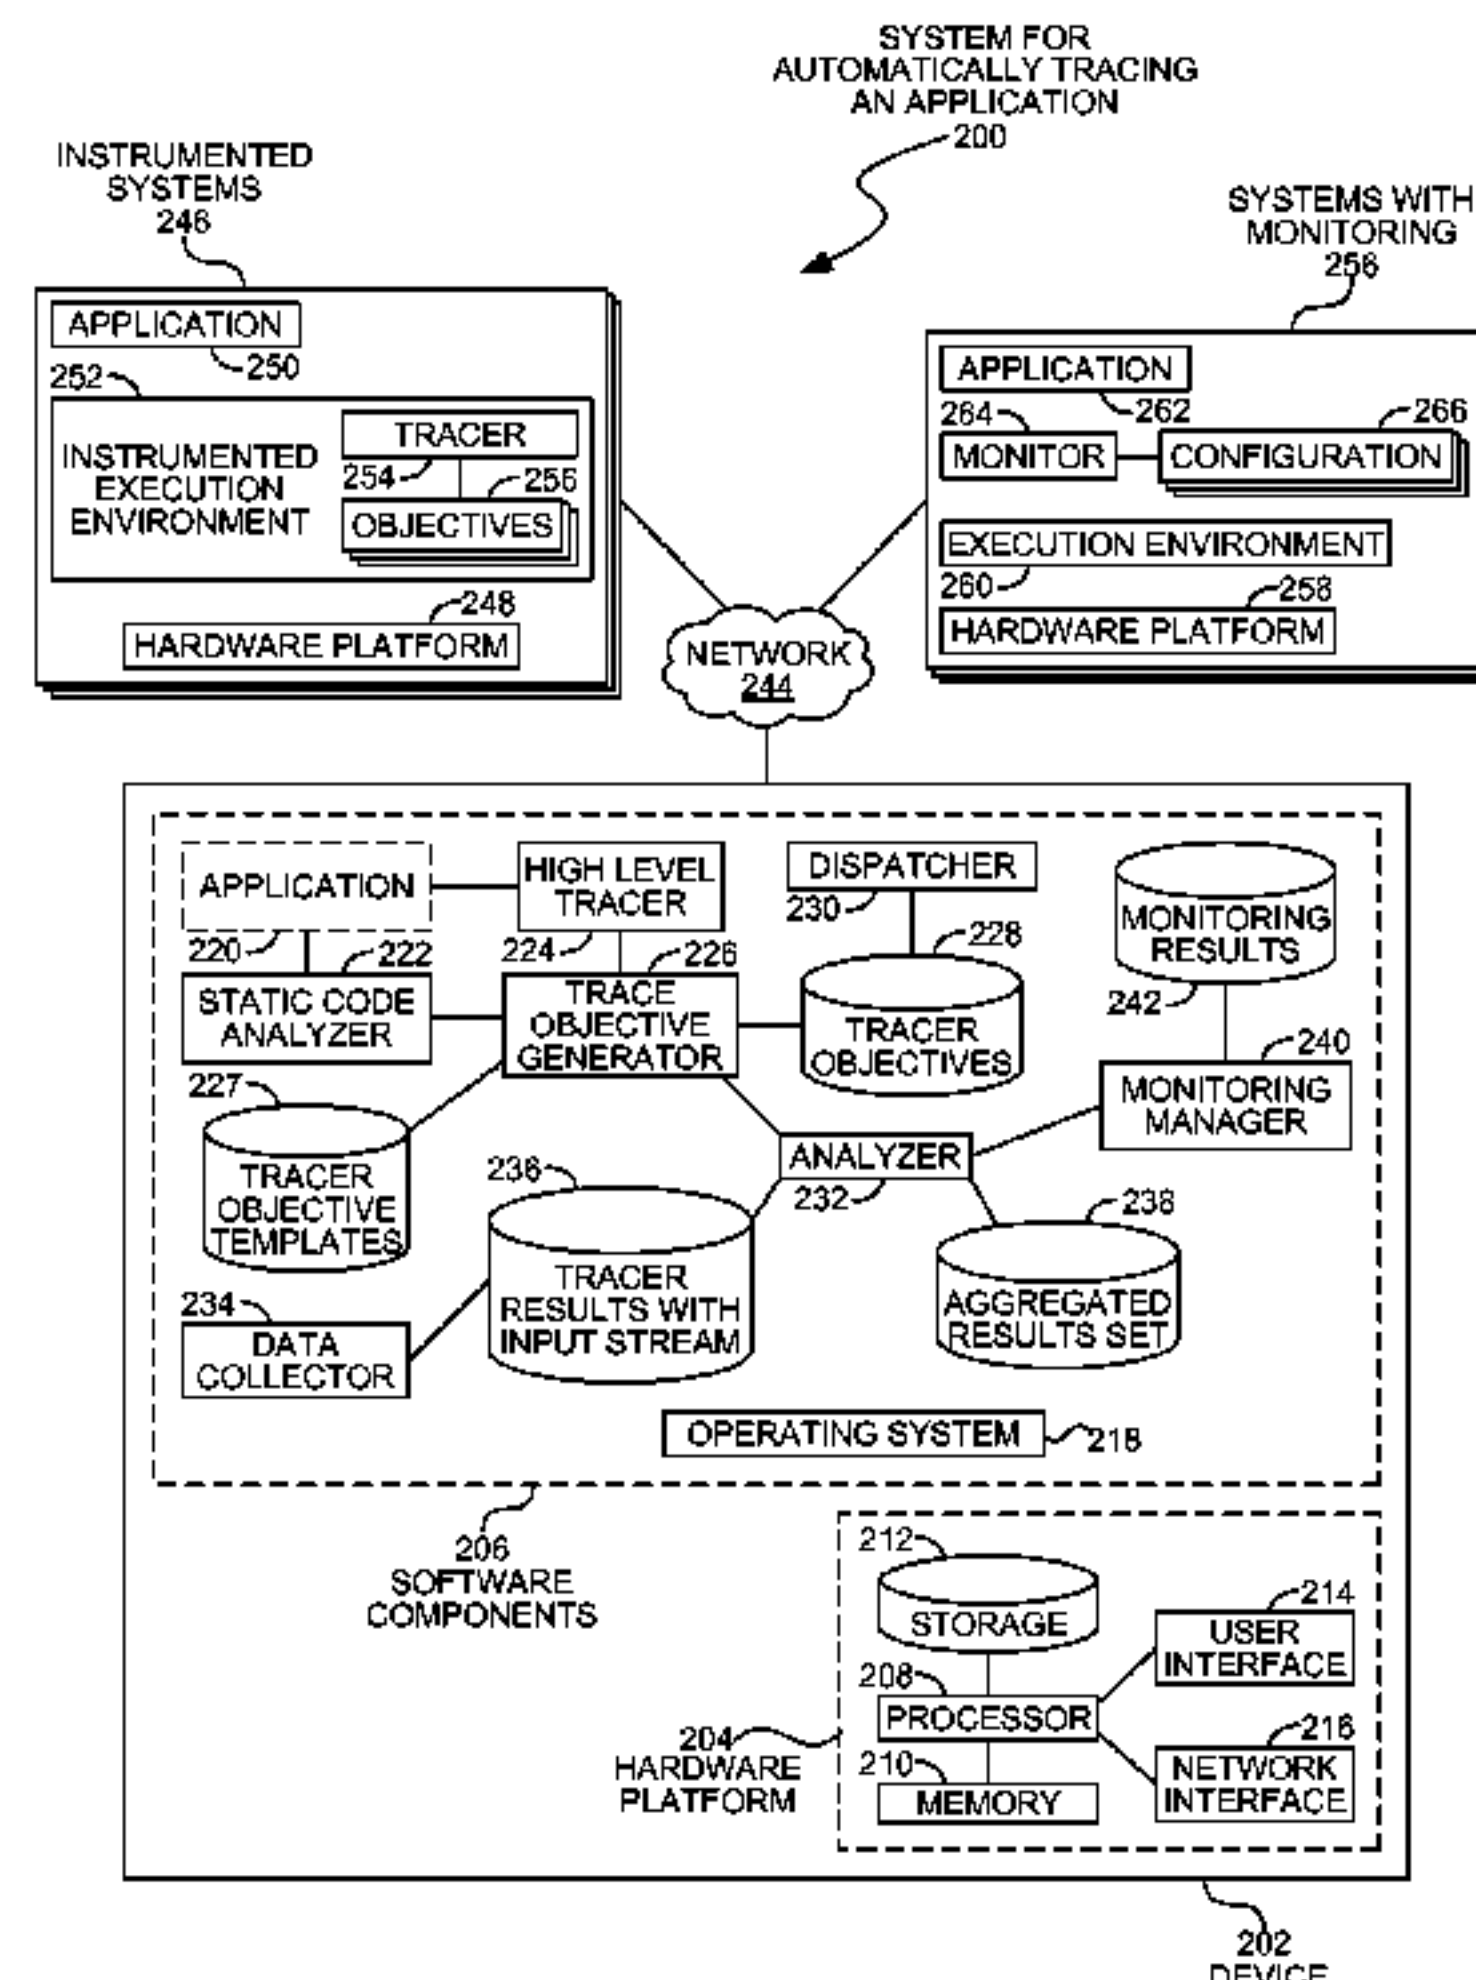 SYSTEM FOR
AUTOMATICALLY TRACING
AN APPLICATION
200
INSTRUMENTED
SYSTEMS
246
SYSTEMS WITH
MONITORING
256
APPLICATION
250
252
INSTRUMENTED
EXECUTION
ENVIRONMENT
TRACER
254
256
OBJECTIVES
248
HARDWARE PLATFORM
APPLICATION
262
264
266
MONITOR
CONFIGURATION
EXECUTION ENVIRONMENT
260
258
HARDWARE PLATFORM
NETWORK
244
APPLICATION
220
HIGH LEVEL
TRACER
224
DISPATCHER
230
MONITORING
RESULTS
242
222
STATIC CODE
ANALYZER
226
TRACE
OBJECTIVE
GENERATOR
228
TRACER
OBJECTIVES
240
MONITORING
MANAGER
227
TRACER
OBJECTIVE
TEMPLATES
236
TRACER
RESULTS WITH
INPUT STREAM
ANALYZER
232
238
AGGREGATED
RESULTS SET
234
DATA
COLLECTOR
OPERATING SYSTEM
218
206
SOFTWARE
COMPONENTS
212
STORAGE
214
USER
INTERFACE
208
PROCESSOR
204
HARDWARE
PLATFORM
210
MEMORY
216
NETWORK
INTERFACE
202
DEVICE